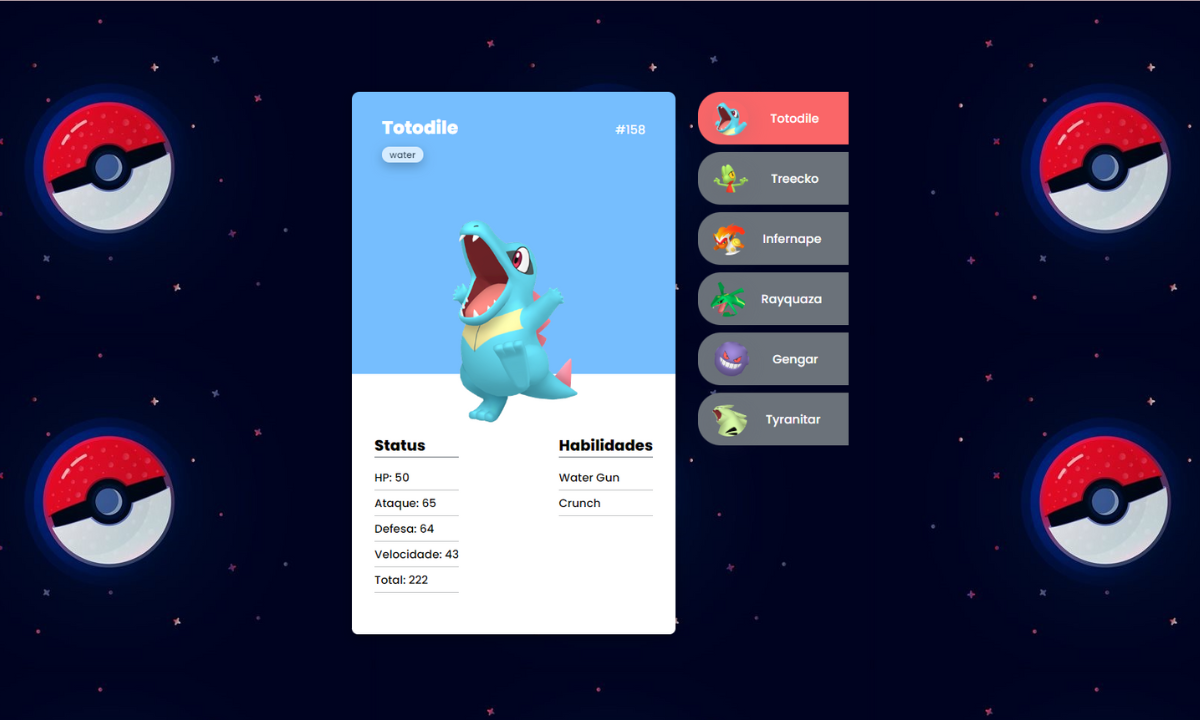 Totodile
#158
water
Status
HP: 50
Ataque: 65
Defesa: 64
Velocidade: 43
Total: 222
Habilidades
Water Gun
Crunch
Totodile
Treecko
Infernape
Rayquaza
Gengar
Tyranitar